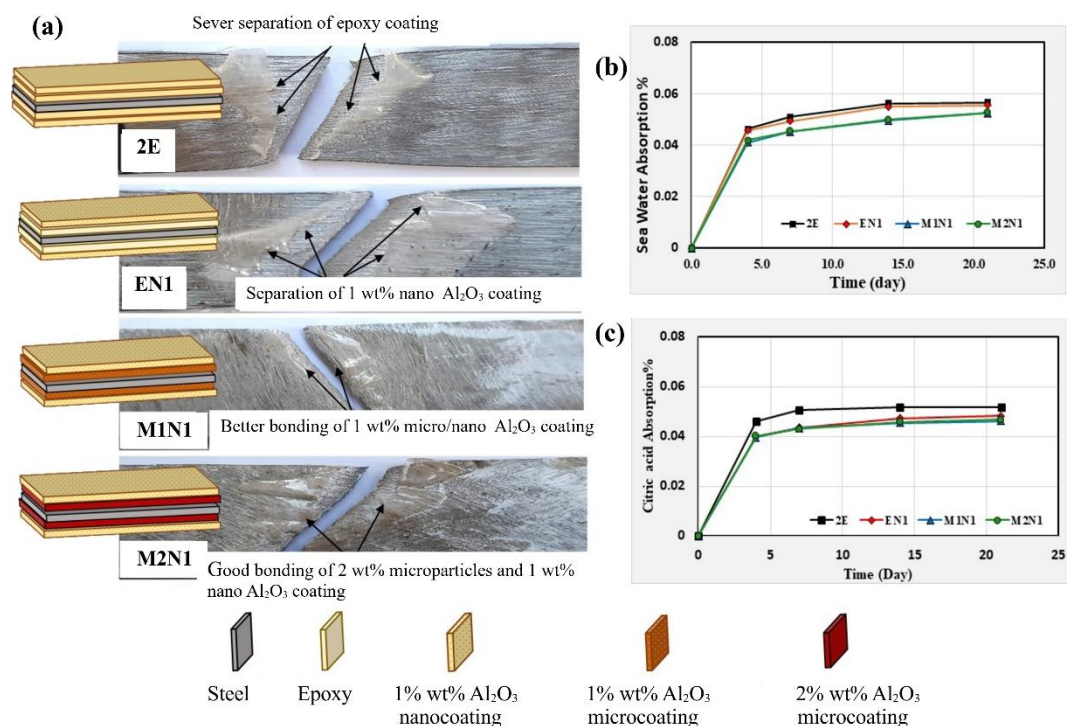 (a)
Sever separation of epoxy coating
2E
EN1
Separation of 1 wt% nano Al₂O₃ coating
M1N1
Better bonding of 1 wt% micro/nano Al₂O₃ coating
M2N1
Good bonding of 2 wt% microparticles and 1 wt%
nano Al₂O₃ coating
(b)
Sea Water Absorption %
0.08
0.06
0.04
0.02
0
0.0 5.0 10.0 15.0 20.0 25.0
2E EN1 M1N1 M2N1
Time (day)
(c)
Citric acid Absorption%
0.08
0.06
0.04
0.02
0
0 5 10 15 20 25
2E EN1 M1N1 M2N1
Time (Day)
Steel
Epoxy
1% wt% Al₂O₃
nanocoating
1% wt% Al₂O₃
microcoating
2% wt% Al₂O₃
microcoating